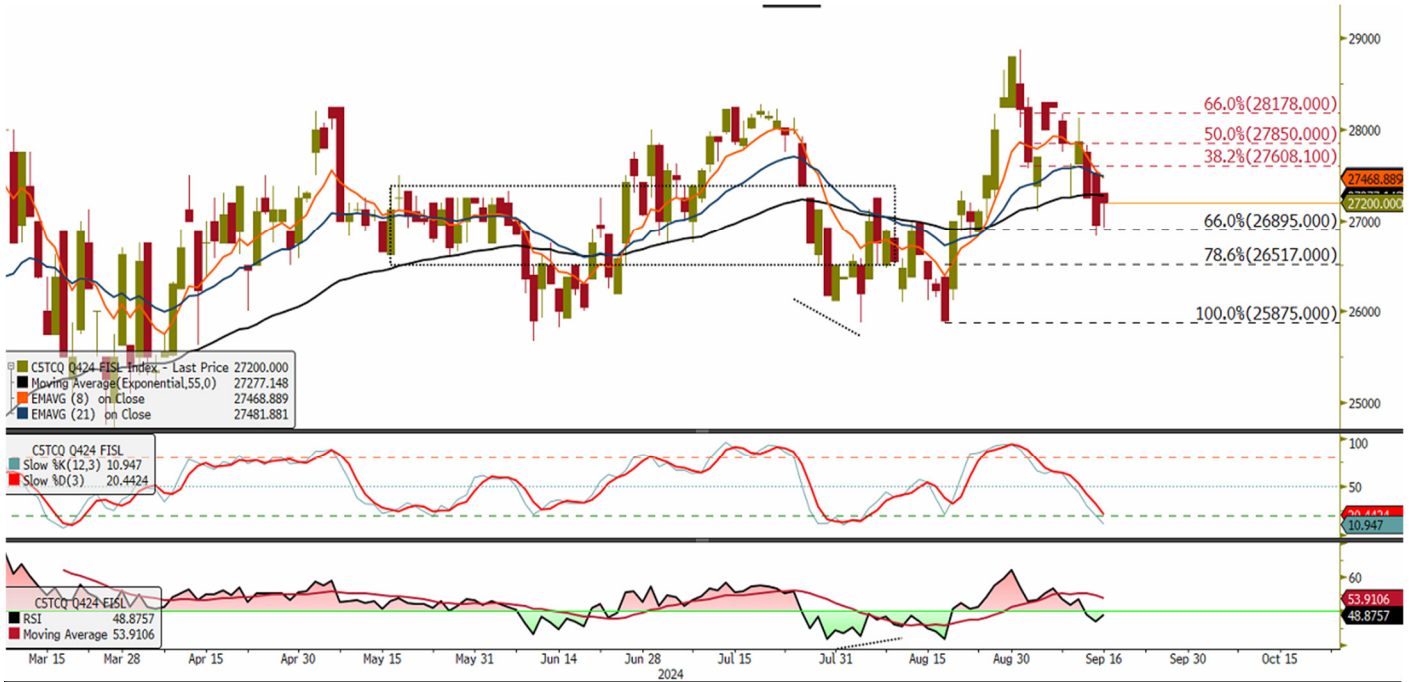 29000
66.0%(28178.000)
28000
50.0%(27850.000)
38.2%(27608.100)
27468.889
27200.000
27000
66.0%(26895.000)
78.6%(26517.000)
26000
100.0%(25875.000)
25000
C5TCQ Q424 FISL Index - Last Price 27200.000
Moving Average(Exponential,55,0) 27277.148
EMAVG (8) on Close 27468.889
EMAVG (21) on Close 27481.881
100
50
20.4424
10.947
C5TCQ Q424 FISL
Slow %K(12,3) 10.947
Slow %D(3) 20.4424
60
53.9106
48.8757
C5TCQ Q424 FISL
RSI 48.8757
Moving Average 53.9106
Mar 15 Mar 28 Apr 15 Apr 30 May 15 May 31 Jun 14 Jun 28 Jul 15 Jul 31 Aug 15 Aug 30 Sep 16 Sep 30 Oct 15
2024